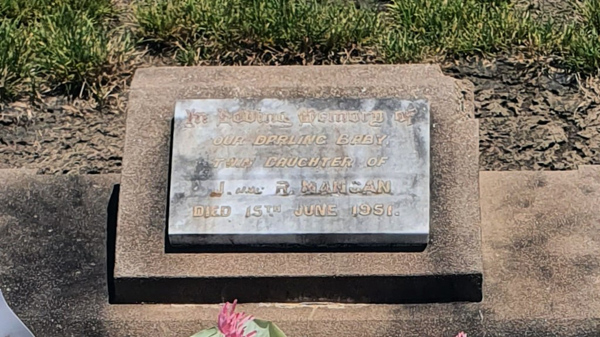 In Loving Memory of
OUR DARLING BABY,
TWIN DAUGHTER OF
J. AND R. MANGAN
DIED 15TH JUNE 1951.